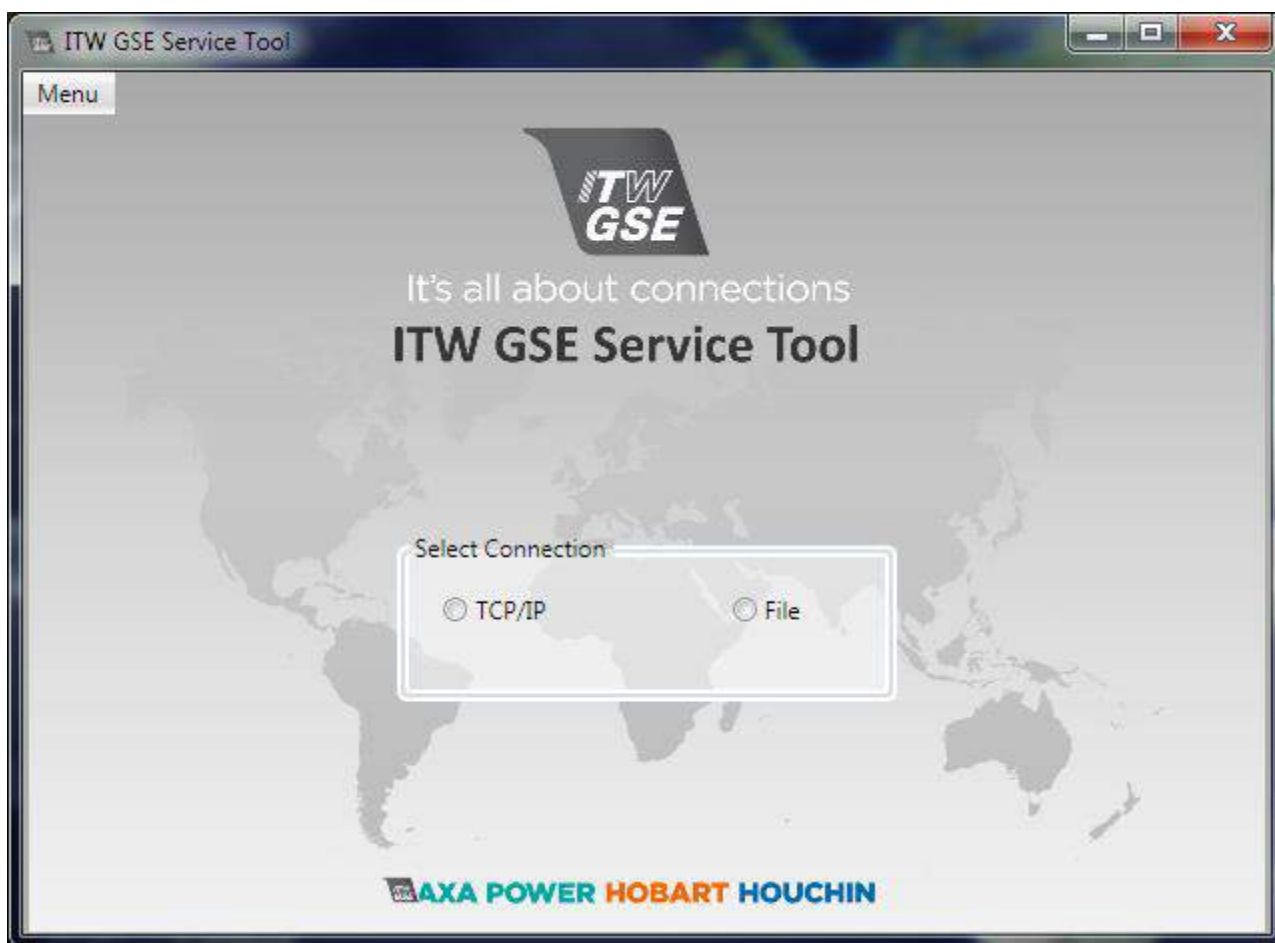 ITW GSE Service Tool
Menu
ITW
GSE
It's all about connections
ITW GSE Service Tool
Select Connection
TCP/IP File
AXA POWER HOBART HOUCHIN